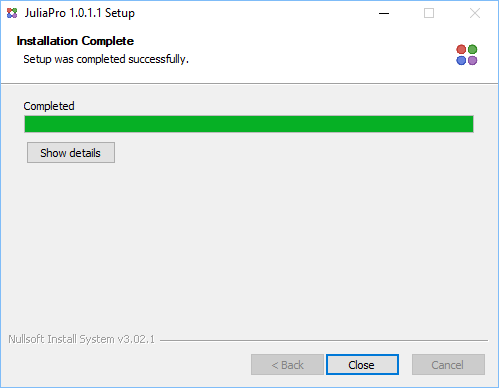 JuliaPro 1.0.1.1 Setup
Installation Complete
Setup was completed successfully.
Completed
Show details
Nullsoft Install System v3.02.1
< Back
Close
Cancel